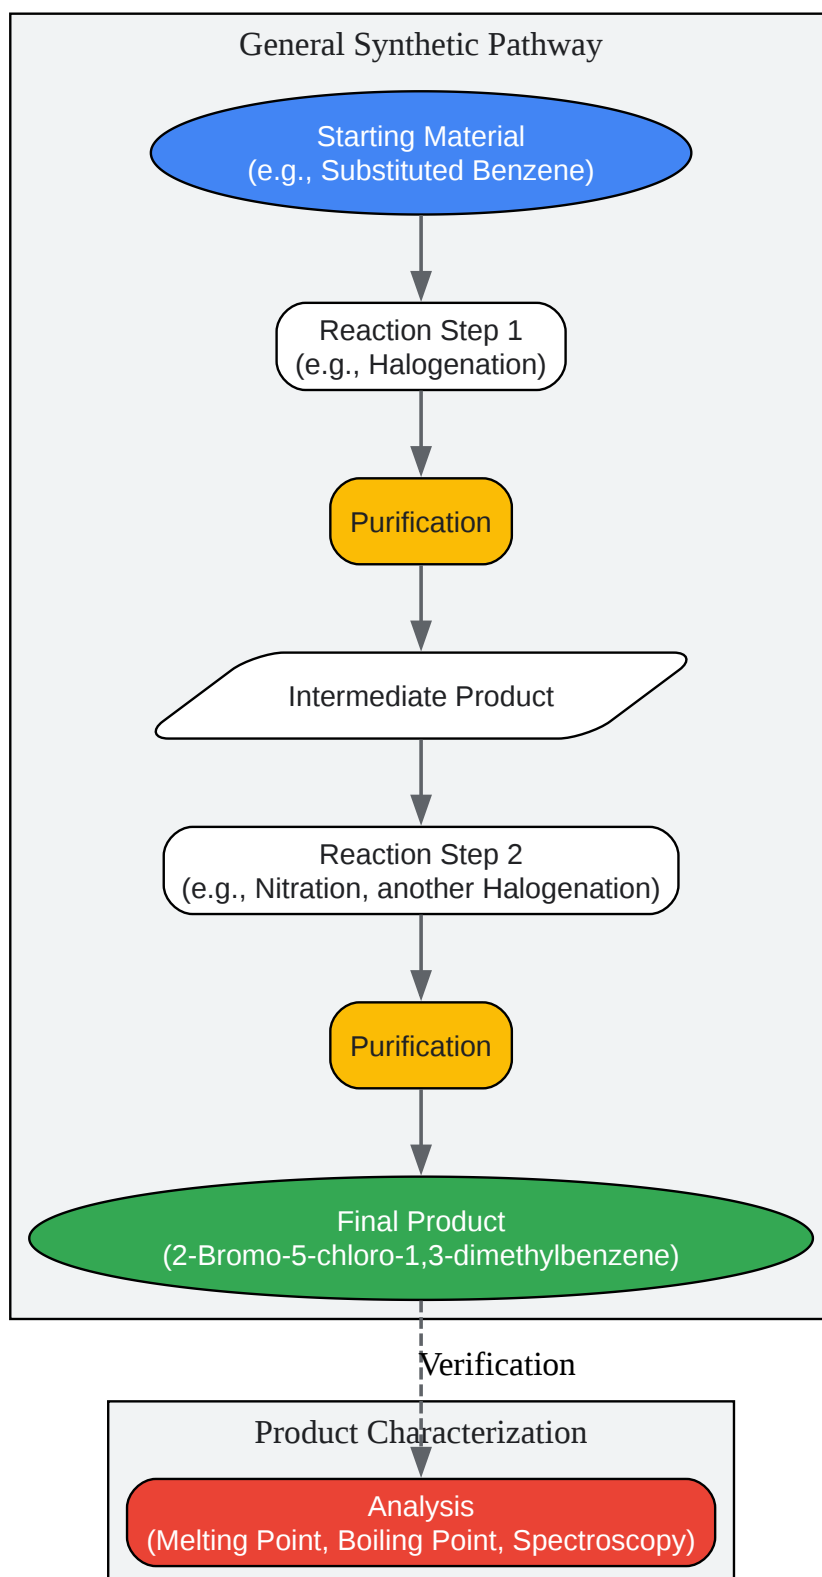 General Synthetic Pathway
Starting Material
(e.g., Substituted Benzene)
Reaction Step 1
(e.g., Halogenation)
Purification
Intermediate Product
Reaction Step 2
(e.g., Nitration, another Halogenation)
Purification
Final Product
(2-Bromo-5-chloro-1,3-dimethylbenzene)
Verification
Product Characterization
Analysis
(Melting Point, Boiling Point, Spectroscopy)